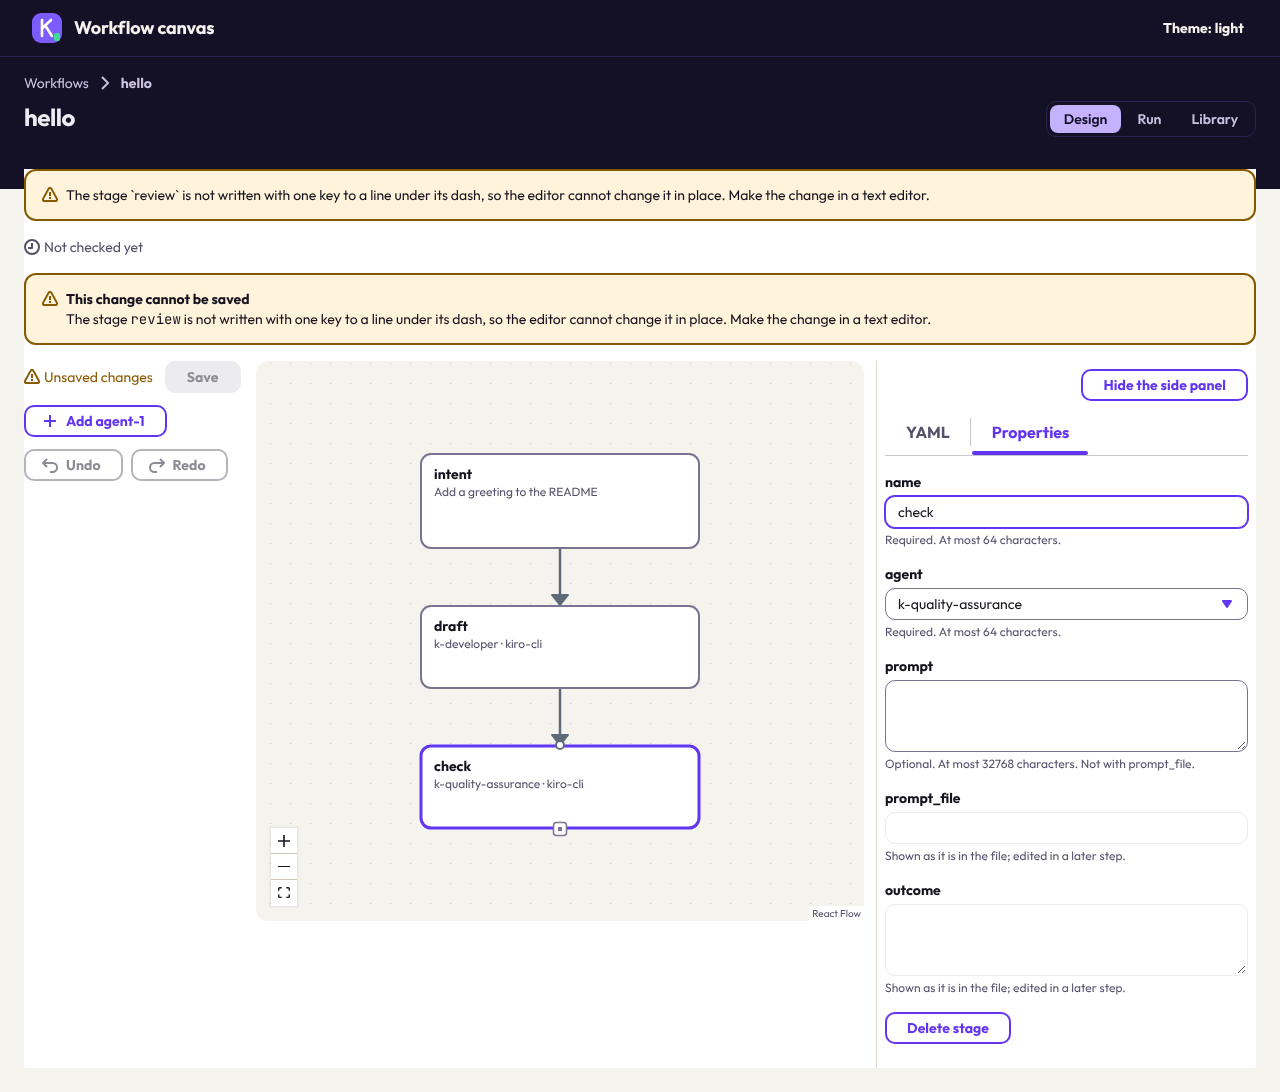 Workflow canvas
Theme: light
Workflows
hello
hello
Design
Run
Library
The stage `review` is not written with one key to a line under its dash, so the editor cannot change it in place. Make the change in a text editor.
Not checked yet
This change cannot be saved
The stage review is not written with one key to a line under its dash, so the editor cannot change it in place. Make the change in a text editor.
Unsaved changes
Save
Add agent-1
Undo
Redo
intent
Add a greeting to the README
draft
k-developer · kiro-cli
check
k-quality-assurance · kiro-cli
React Flow
Hide the side panel
YAML
Properties
name
check
Required. At most 64 characters.
agent
k-quality-assurance
Required. At most 64 characters.
prompt
Optional. At most 32768 characters. Not with prompt_file.
prompt_file
Shown as it is in the file; edited in a later step.
outcome
Shown as it is in the file; edited in a later step.
Delete stage